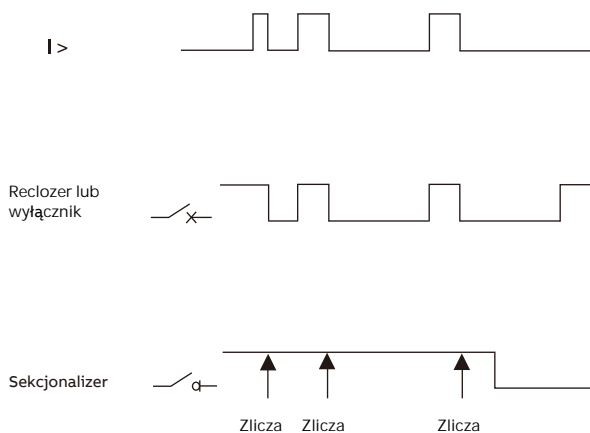 I >
Reclozer lub
wyłącznik
Sekcjonalizer
Zlicza Zlicza Zlicza